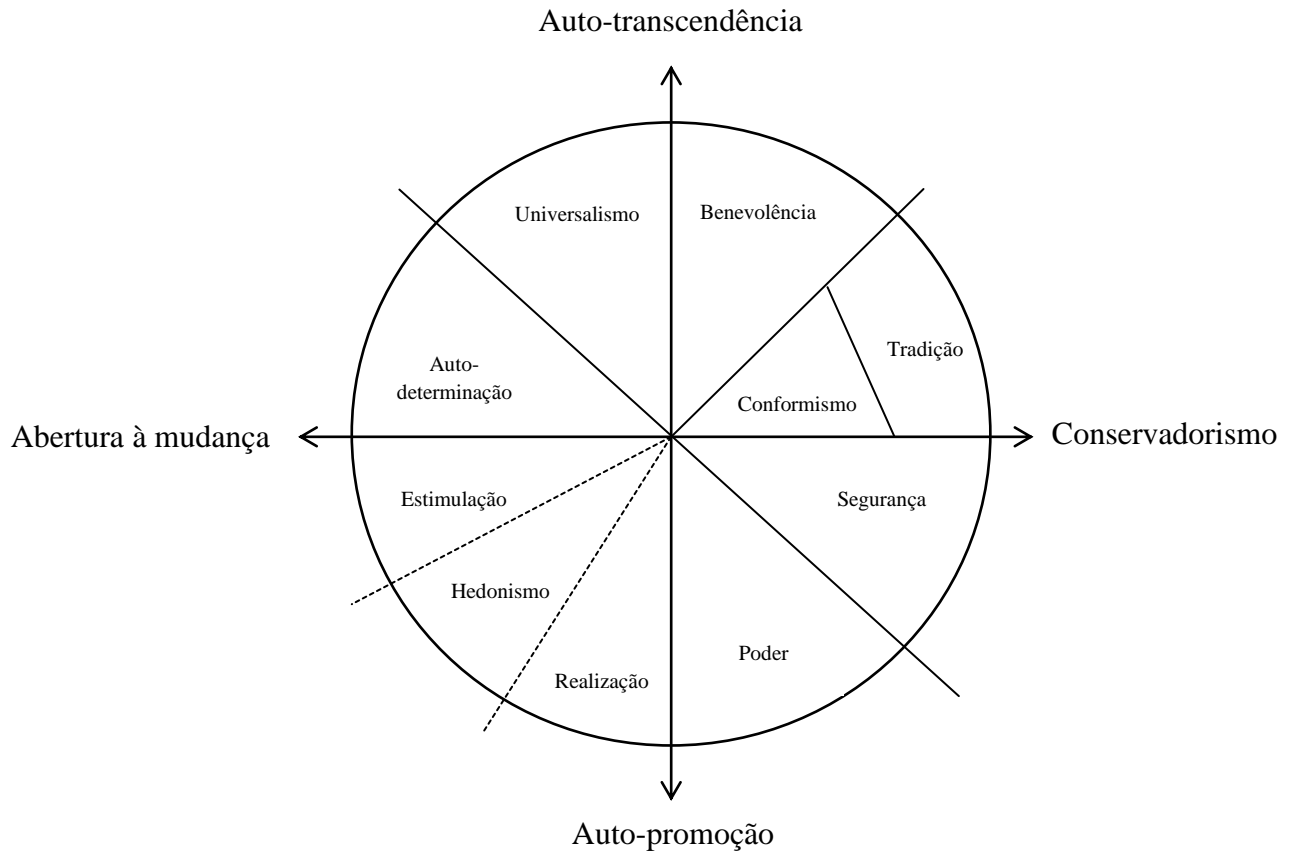 Auto-transcendência
Universalismo
Benevolência
Tradição
Auto-
determinação
Conformismo
Abertura à mudança
Conservadorismo
Estimulação
Segurança
Hedonismo
Poder
Realização
Auto-promoção